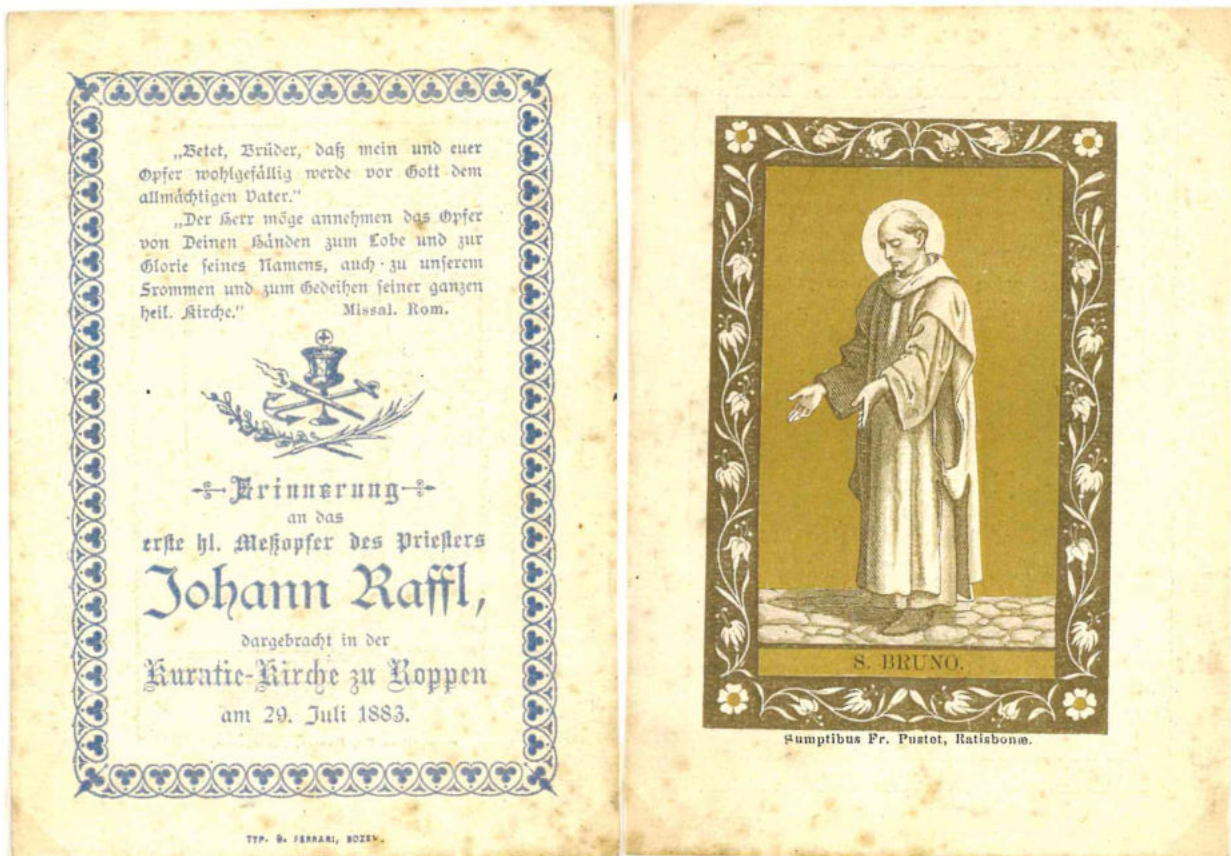 „Betet, Brüder, daß mein und euer
Opfer wohlgefällig werde vor Gott dem
allmächtigen Vater.“
„Der Herr möge annehmen das Opfer
von Deinen Händen zum Lobe und zur
Glorie seines Namens, auch zu unserem
Frommen und zum Gedeihen seiner ganzen
heil. Kirche.“ Missal. Rom.
Erinnerung
an das
erste hl. Meßopfer des Priesters
Johann Raffl,
dargebracht in der
Kuratie-Kirche zu Roppen
am 29. Juli 1883.
TYP. G. FERRARI, BOZEN.
S. BRUNO.
Sumptibus Fr. Pustet, Ratisbonæ.